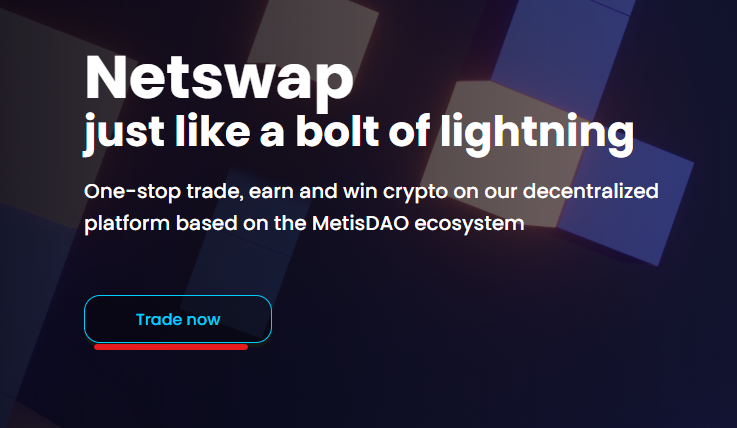 Netswap
just like a bolt of lightning
One-stop trade, earn and win crypto on our decentralized
platform based on the MetisDAO ecosystem
Trade now